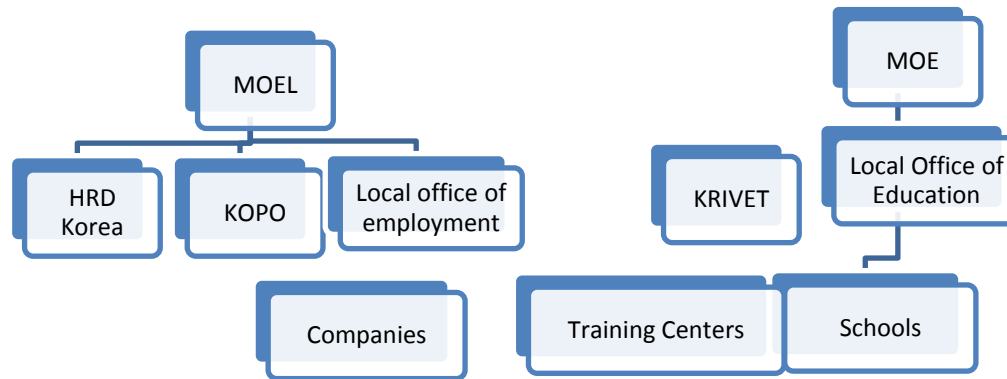 MOEL
MOE
HRD
Korea
KOPO
Local office of
employment
KRIVET
Local Office of
Education
Companies
Training Centers
Schools